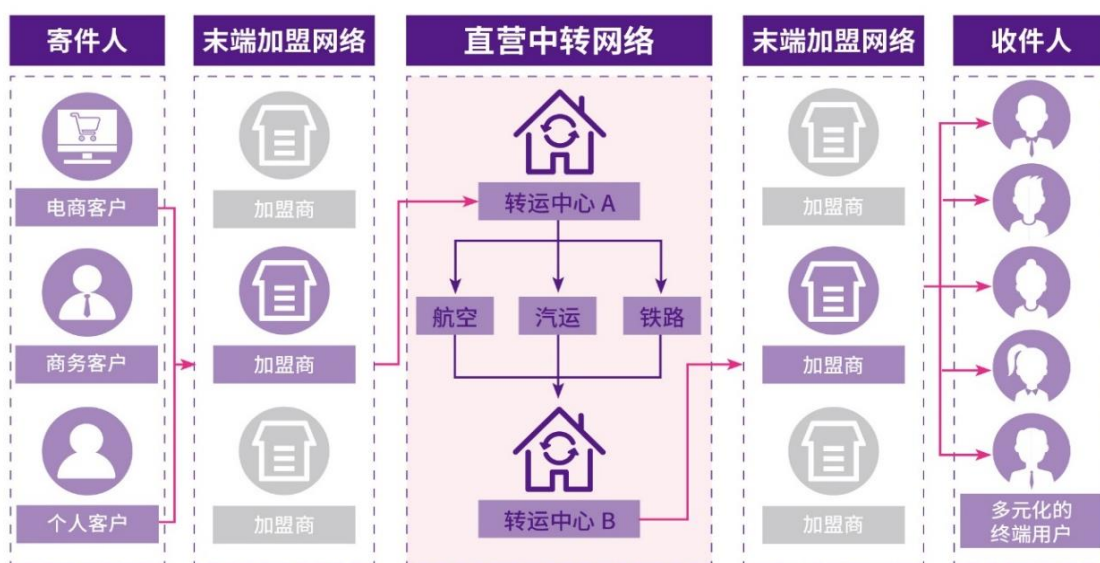 寄件人
末端加盟网络
直营中转网络
末端加盟网络
收件人
电商客户
商务客户
个人客户
加盟商
加盟商
加盟商
转运中心 A
航空
汽运
铁路
转运中心 B
加盟商
加盟商
加盟商
多元化的
终端用户